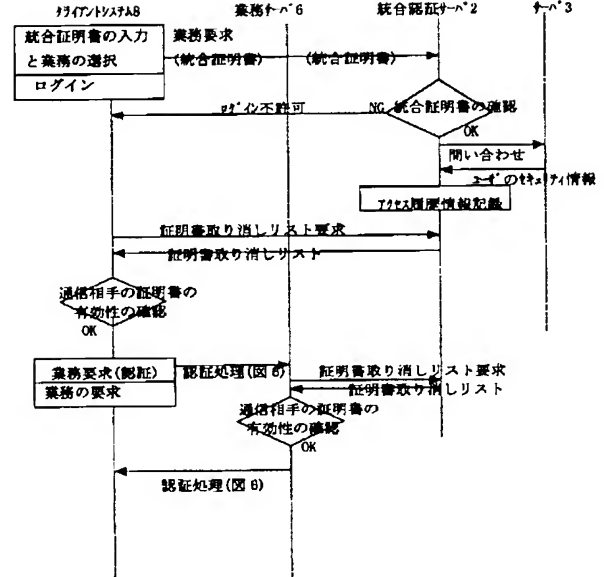 クライアントシステム8 業務サーバ6 統合認証サーバ2 サーバ3
統合証明書の入力
と業務の選択
ログイン
業務要求
(統合証明書) (統合証明書)
ログイン不許可
NG
統合証明書の確認
OK
問い合わせ
ユーザのセキュリティ情報
アクセス履歴情報記録
証明書取り消しリスト要求
証明書取り消しリスト
通信相手の証明書の
有効性の確認
OK
業務要求(認証)
業務の要求
認証処理(図6)
証明書取り消しリスト要求
証明書取り消しリスト
通信相手の証明書の
有効性の確認
OK
認証処理(図6)